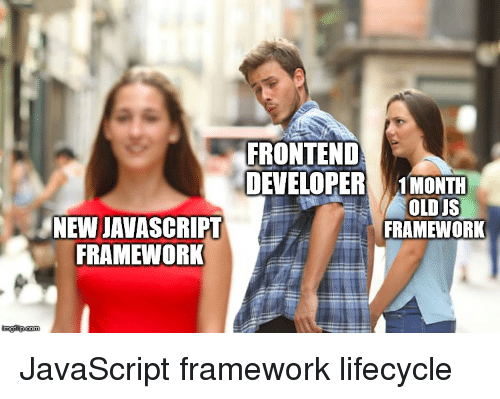 FRONTEND
DEVELOPER
1 MONTH
OLD JS
FRAMEWORK
NEW JAVASCRIPT
FRAMEWORK
imgflip.com
JavaScript framework lifecycle